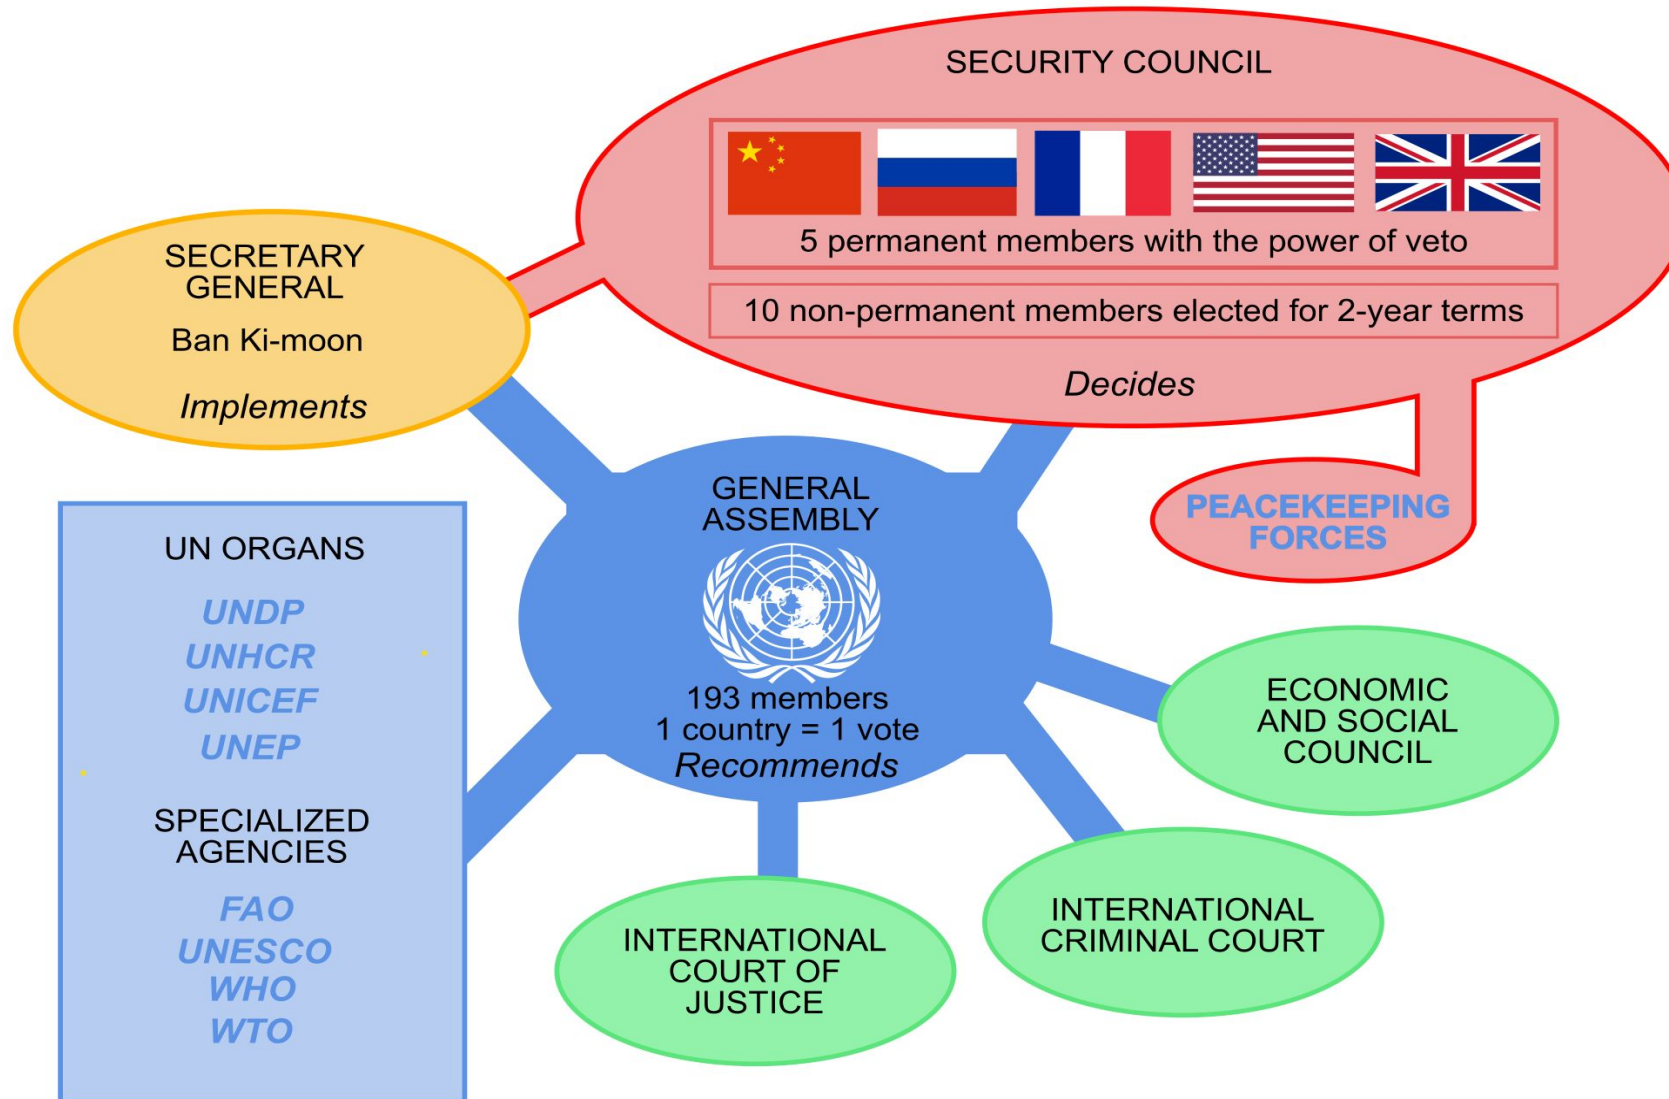 SECURITY COUNCIL
5 permanent members with the power of veto
10 non-permanent members elected for 2-year terms
Decides
SECRETARY
GENERAL
Ban Ki-moon
Implements
GENERAL
ASSEMBLY
193 members
1 country = 1 vote
Recommends
PEACEKEEPING
FORCES
UN ORGANS
UNDP
UNHCR
UNICEF
UNEP
SPECIALIZED
AGENCIES
FAO
UNESCO
WHO
WTO
ECONOMIC
AND SOCIAL
COUNCIL
INTERNATIONAL
CRIMINAL COURT
INTERNATIONAL
COURT OF
JUSTICE